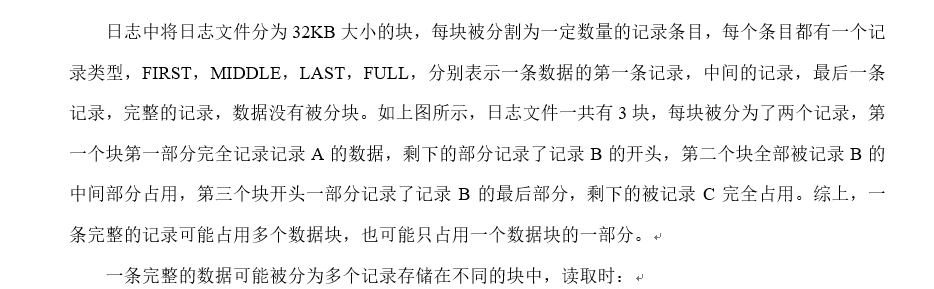 日志中将日志文件分为 32KB 大小的块，每块被分割为一定数量的记录条目，每个条目都有一个记
录类型，FIRST，MIDDLE，LAST，FULL，分别表示一条数据的第一条记录，中间的记录，最后一条
记录，完整的记录，数据没有被分块。如上图所示，日志文件一共有 3 块，每块被分为了两个记录，第
一个块第一部分完全记录记录 A 的数据，剩下的部分记录了记录 B 的开头，第二个块全部被记录 B 的
中间部分占用，第三个块开头一部分记录了记录 B 的最后部分，剩下的被记录 C 完全占用。综上，一
条完整的记录可能占用多个数据块，也可能只占用一个数据块的一部分。
一条完整的数据可能被分为多个记录存储在不同的块中，读取时：